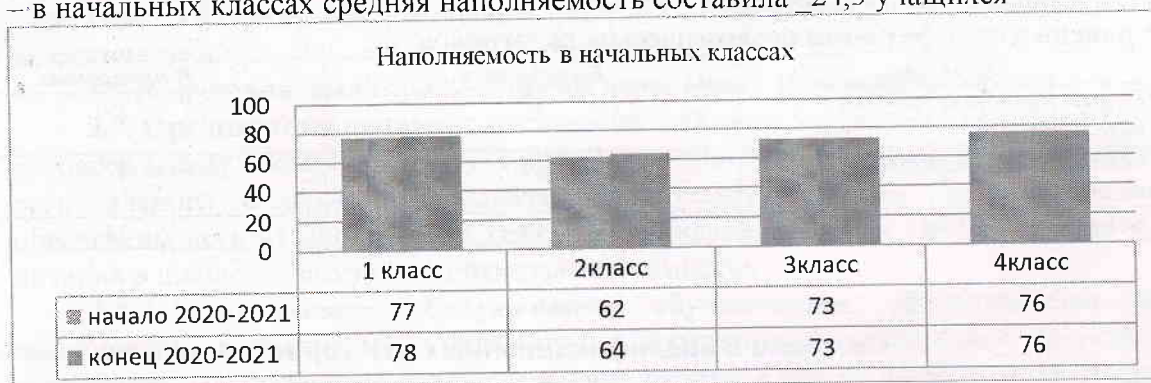 – в начальных классах средняя наполняемость составила – 24,3 учащихся
Наполняемость в начальных классах
100
80
60
40
20
0
1 класс 2класс 3класс 4класс
начало 2020-2021 77 62 73 76
конец 2020-2021 78 64 73 76